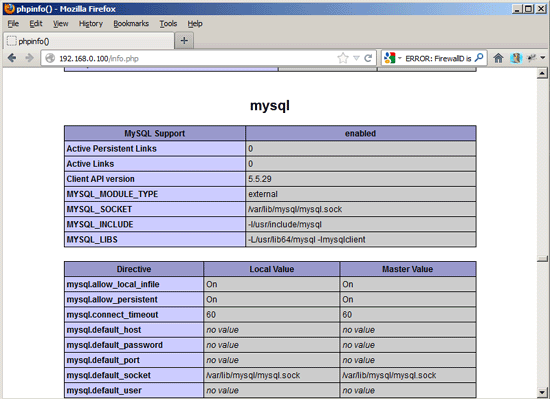 phpinfo() - Mozilla Firefox
File Edit View History Bookmarks Tools Help
phpinfo()
192.168.0.100/info.php ERROR: FirewallD is
mysql
MySQL Support enabled
Active Persistent Links 0
Active Links 0
Client API version 5.5.29
MYSQL_MODULE_TYPE external
MYSQL_SOCKET /var/lib/mysql/mysql.sock
MYSQL_INCLUDE -I/usr/include/mysql
MYSQL_LIBS -L/usr/lib64/mysql -lmysqlclient
Directive Local Value Master Value
mysql.allow_local_infile On On
mysql.allow_persistent On On
mysql.connect_timeout 60 60
mysql.default_host no value no value
mysql.default_password no value no value
mysql.default_port no value no value
mysql.default_socket /var/lib/mysql/mysql.sock /var/lib/mysql/mysql.sock
mysql.default_user no value no value